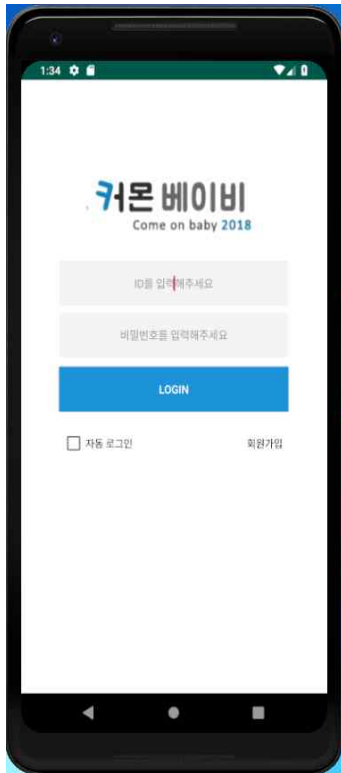 1:34
커몬 베이비
Come on baby 2018
ID를 입력해주세요
비밀번호를 입력해주세요
LOGIN
자동 로그인
회원가입